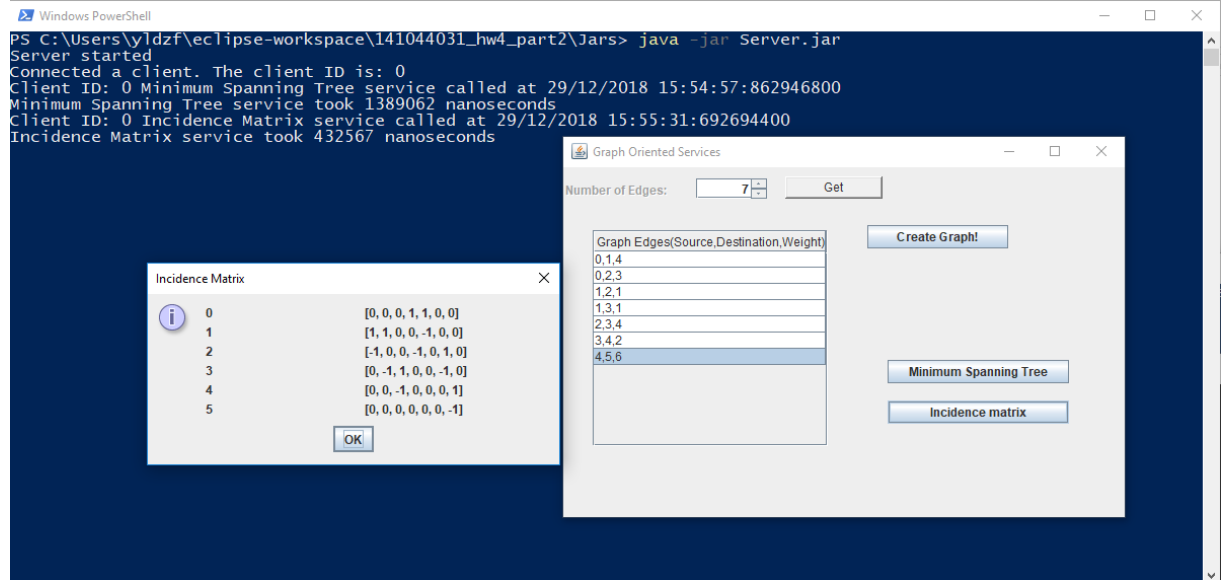 Windows PowerShell
PS C:\Users\yldzf\eclipse-workspace\141044031_hw4_part2\Jars> java -jar Server.jar
Server started
Connected a client. The client ID is: 0
Client ID: 0 Minimum Spanning Tree service called at 29/12/2018 15:54:57:862946800
Minimum Spanning Tree service took 1389062 nanoseconds
Client ID: 0 Incidence Matrix service called at 29/12/2018 15:55:31:692694400
Incidence Matrix service took 432567 nanoseconds
Graph Oriented Services
Number of Edges: 7 Get
Create Graph!
Graph Edges(Source,Destination,Weight)
0,1,4
0,2,3
1,2,1
1,3,1
2,3,4
3,4,2
4,5,6
Minimum Spanning Tree
Incidence matrix
Incidence Matrix
0 [0, 0, 0, 1, 1, 0, 0]
1 [1, 1, 0, 0, -1, 0, 0]
2 [-1, 0, 0, -1, 0, 1, 0]
3 [0, -1, 1, 0, 0, -1, 0]
4 [0, 0, -1, 0, 0, 0, 1]
5 [0, 0, 0, 0, 0, 0, -1]
OK